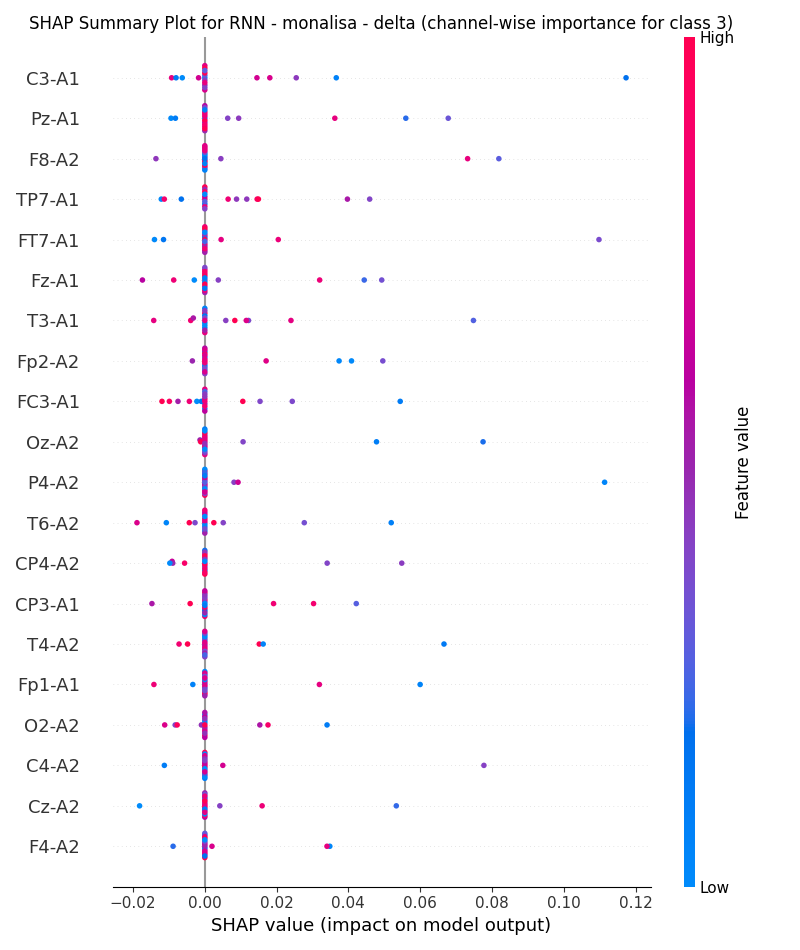 SHAP Summary Plot for RNN - monalisa - delta (channel-wise importance for class 3)
High
C3-A1
Pz-A1
F8-A2
TP7-A1
FT7-A1
Fz-A1
T3-A1
Fp2-A2
FC3-A1
Oz-A2
P4-A2
T6-A2
CP4-A2
CP3-A1
T4-A2
Fp1-A1
O2-A2
C4-A2
Cz-A2
F4-A2
Feature value
Low
−0.02 0.00 0.02 0.04 0.06 0.08 0.10 0.12
SHAP value (impact on model output)